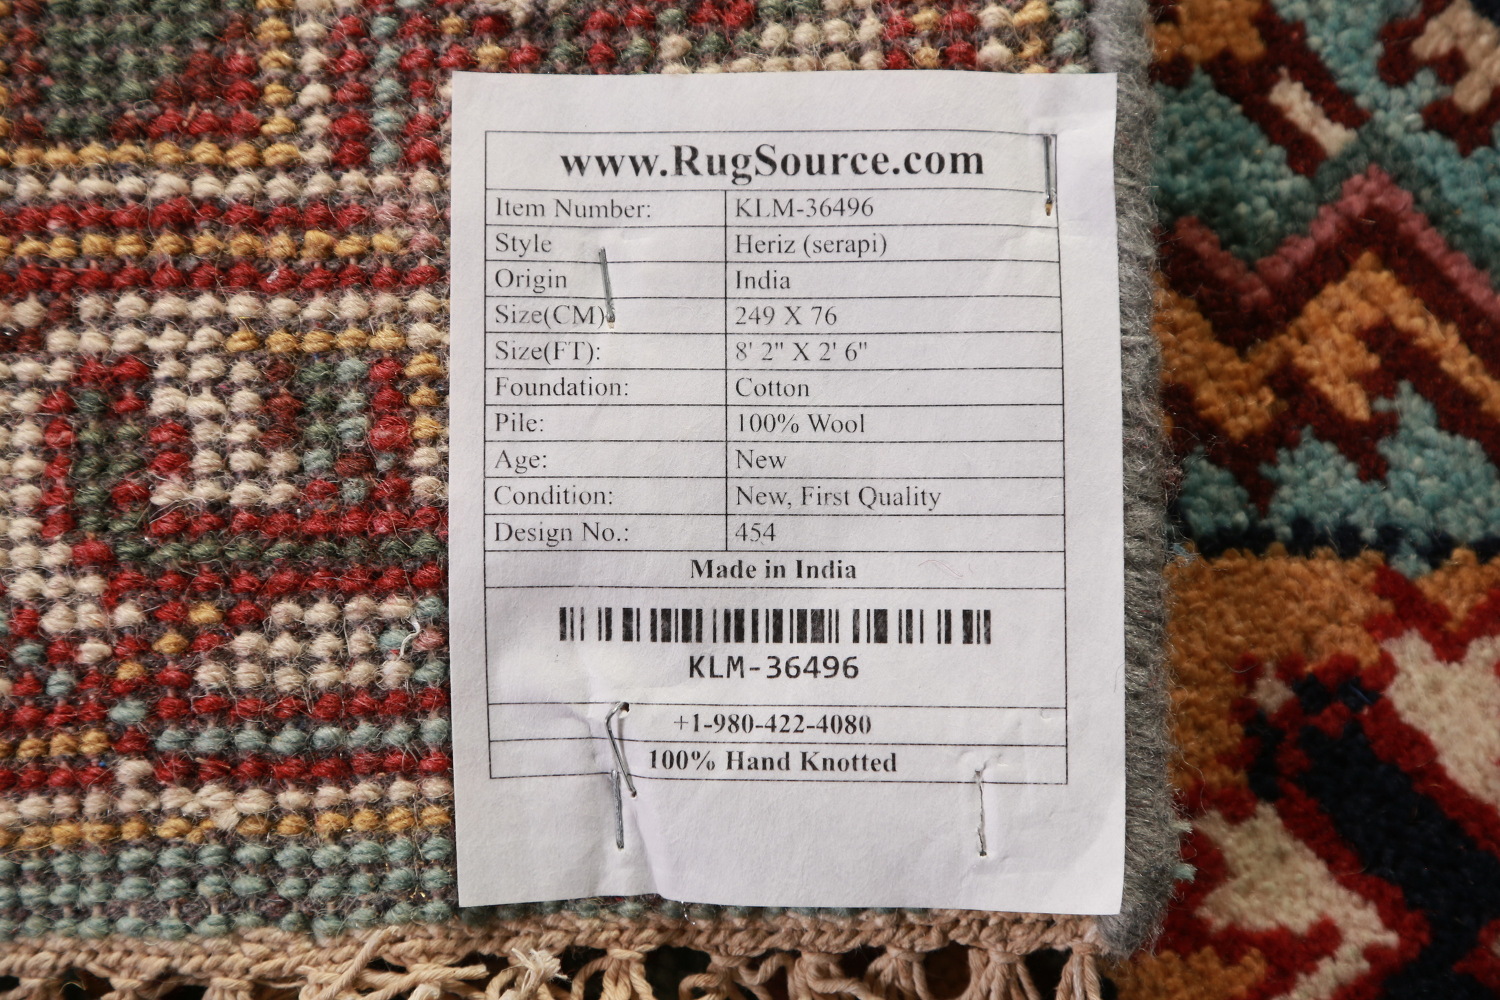 www.RugSource.com
Item Number: KLM-36496
Style Heriz (serapi)
Origin India
Size(CM) 249 X 76
Size(FT): 8' 2" X 2' 6"
Foundation: Cotton
Pile: 100% Wool
Age: New
Condition: New, First Quality
Design No.: 454
Made in India
KLM-36496
+1-980-422-4080
100% Hand Knotted